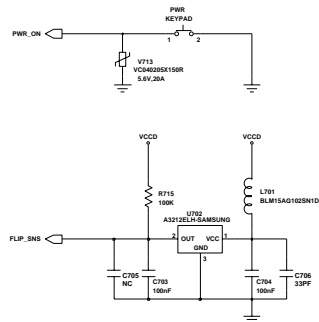 PWR
KEYPAD
PWR_ON
1 2
V713
VC040205X150R
5.6V,20A
VCCD
VCCD
R715
100K
L701
BLM15AG102SN1D
U702
A3212ELH-SAMSUNG
FLIP_SNS
2 OUT VCC 1
GND
3
C705
NC
C703
100nF
C704
100nF
C706
33PF